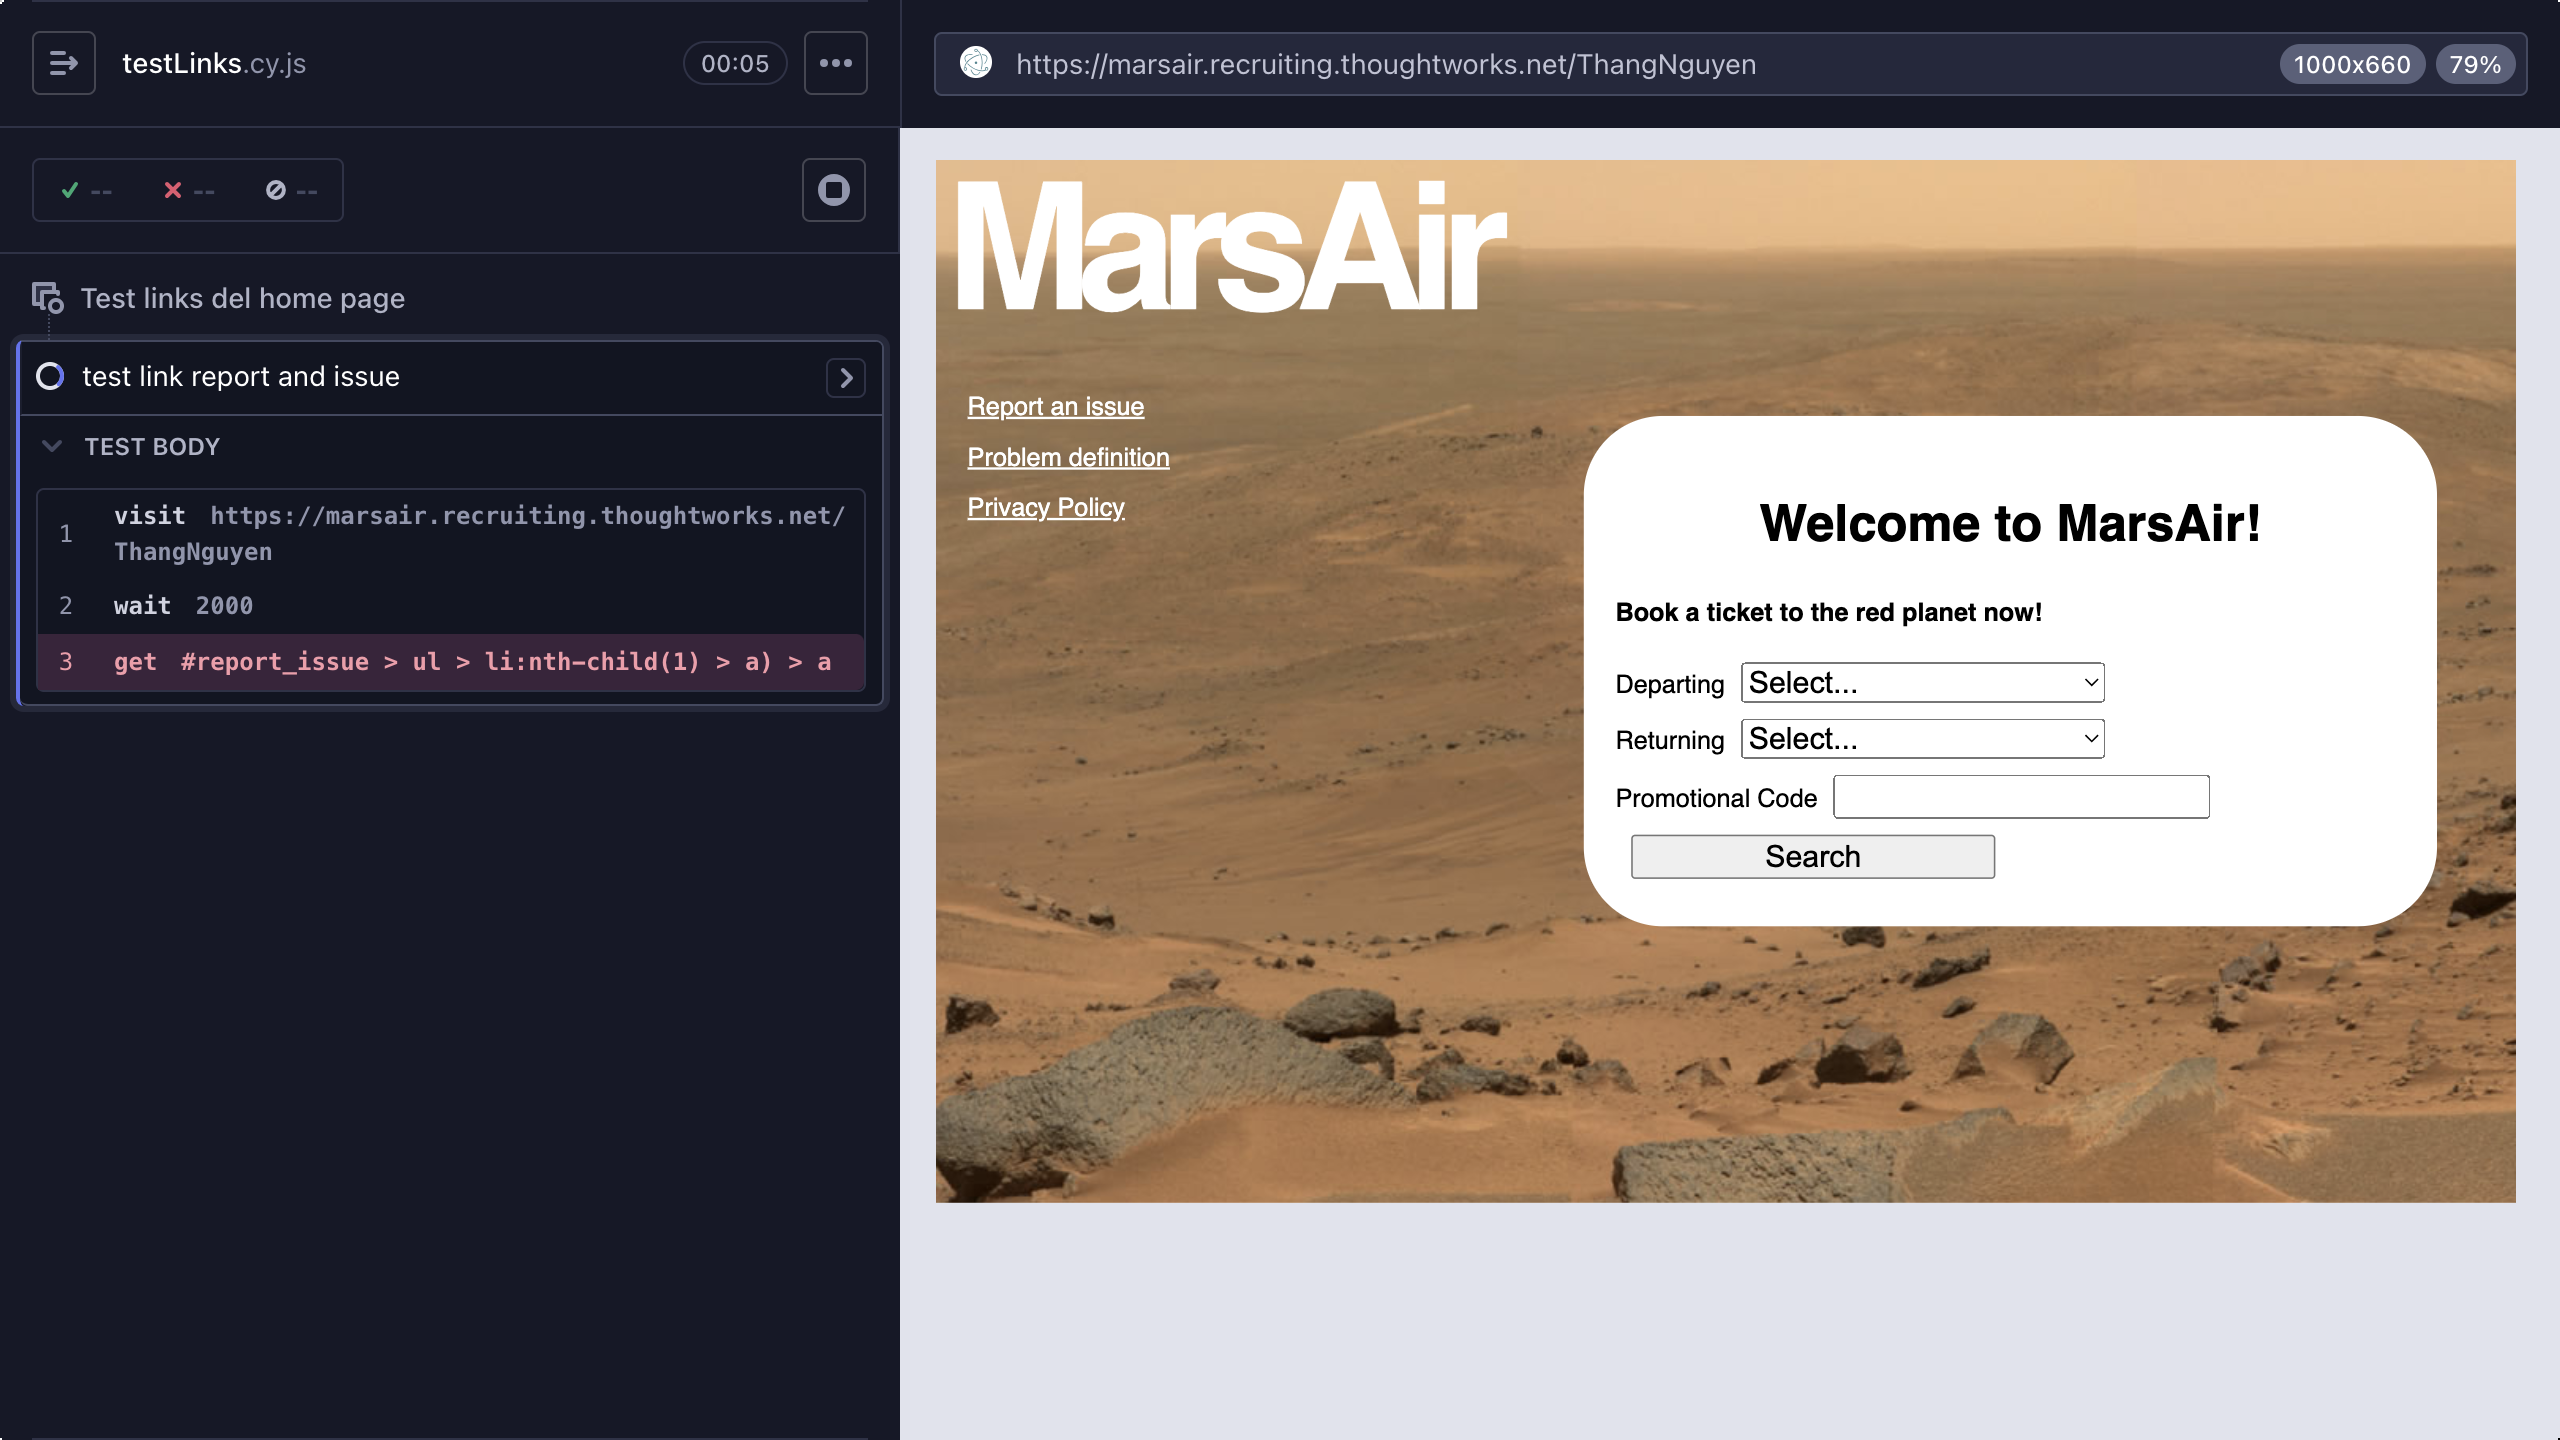 testLinks.cy.js
00:05
-- -- --
Test links del home page
test link report and issue
TEST BODY
1 visit https://marsair.recruiting.thoughtworks.net/
ThangNguyen
2 wait 2000
3 get #report_issue > ul > li:nth-child(1) > a) > a
https://marsair.recruiting.thoughtworks.net/ThangNguyen
1000x660 79%
MarsAir
Report an issue
Problem definition
Privacy Policy
Welcome to MarsAir!
Book a ticket to the red planet now!
Departing Select...
Returning Select...
Promotional Code
Search